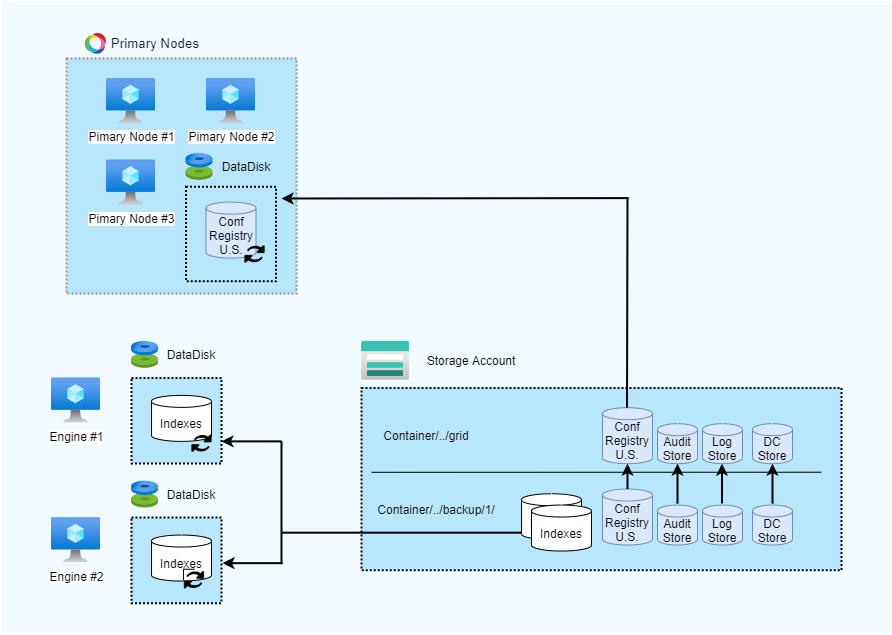 Primary Nodes
Pimary Node #1
Pimary Node #2
DataDisk
Pimary Node #3
Conf
Registry
U.S.
DataDisk
Engine #1
Indexes
DataDisk
Engine #2
Indexes
Storage Account
Container/../grid
Conf
Registry
U.S.
Audit
Store
Log
Store
DC
Store
Container/../backup/1/
Indexes
Conf
Registry
U.S.
Audit
Store
Log
Store
DC
Store